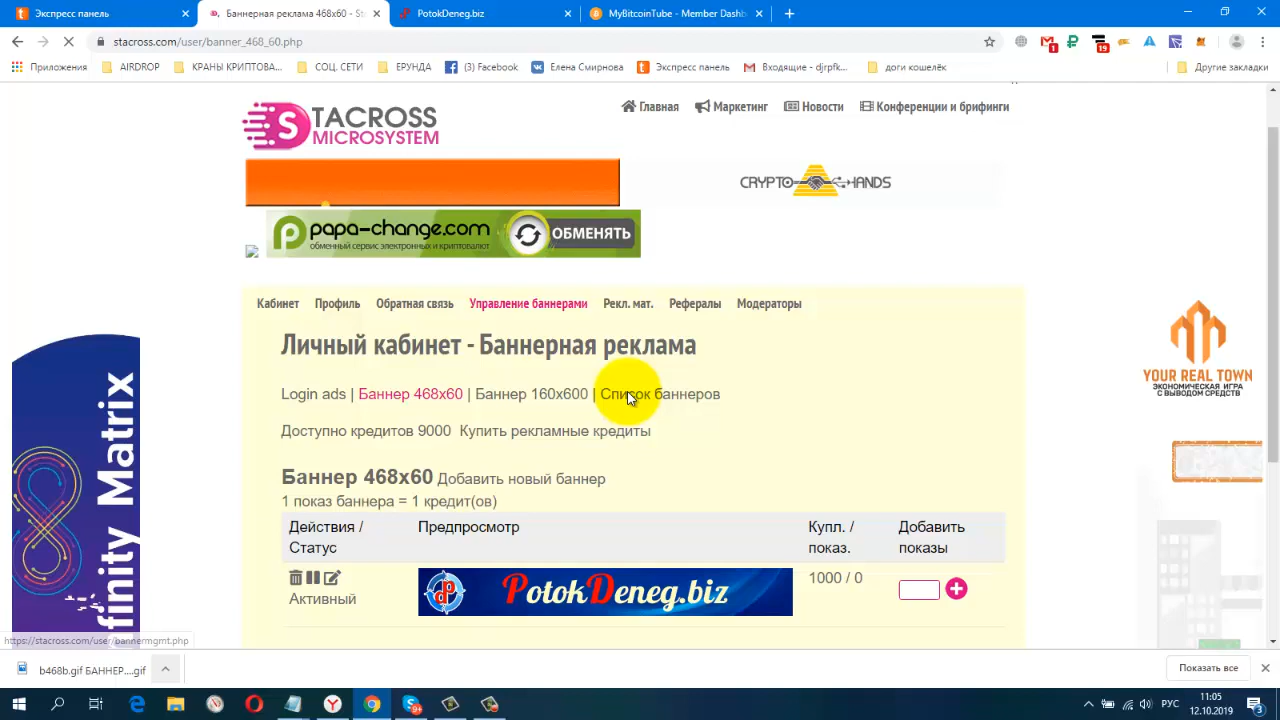 Экспресс панель
Баннерная реклама 468x60 - St
PotokDeneg.biz
MyBitcoinTube - Member Dashb
stacross.com/user/banner_468_60.php
1
19
Приложения
AIRDROP
КРАНЫ КРИПТОВА...
СОЦ. СЕТИ
ЕРУНДА
(3) Facebook
Елена Смирнова
Экспресс панель
Входящие - djrpfk...
доги кошелёк
Другие закладки
STACROSS
MICROSYSTEM
Главная
Маркетинг
Новости
Конференции и брифинги
CRYPTO HANDS
papa-change.com
обменный сервис электронных и криптовалют
ОБМЕНЯТЬ
Кабинет
Профиль
Обратная связь
Управление баннерами
Рекл. мат.
Рефералы
Модераторы
Личный кабинет - Баннерная реклама
Login ads | Баннер 468x60 | Баннер 160x600 | Список баннеров
Доступно кредитов 9000 Купить рекламные кредиты
Баннер 468x60 Добавить новый баннер
1 показ баннера = 1 кредит(ов)
Действия /
Статус
Предпросмотр
Купл. /
показ.
Добавить
показы
Активный
PotokDeneg.biz
1000 / 0
finity Matrix
YOUR REAL TOWN
ЭКОНОМИЧЕСКАЯ ИГРА
С ВЫВОДОМ СРЕДСТВ
https://stacross.com/user/bannermgmt.php
b468b.gif БАННЕР....gif
Показать все
РУС
11:05
12.10.2019
3